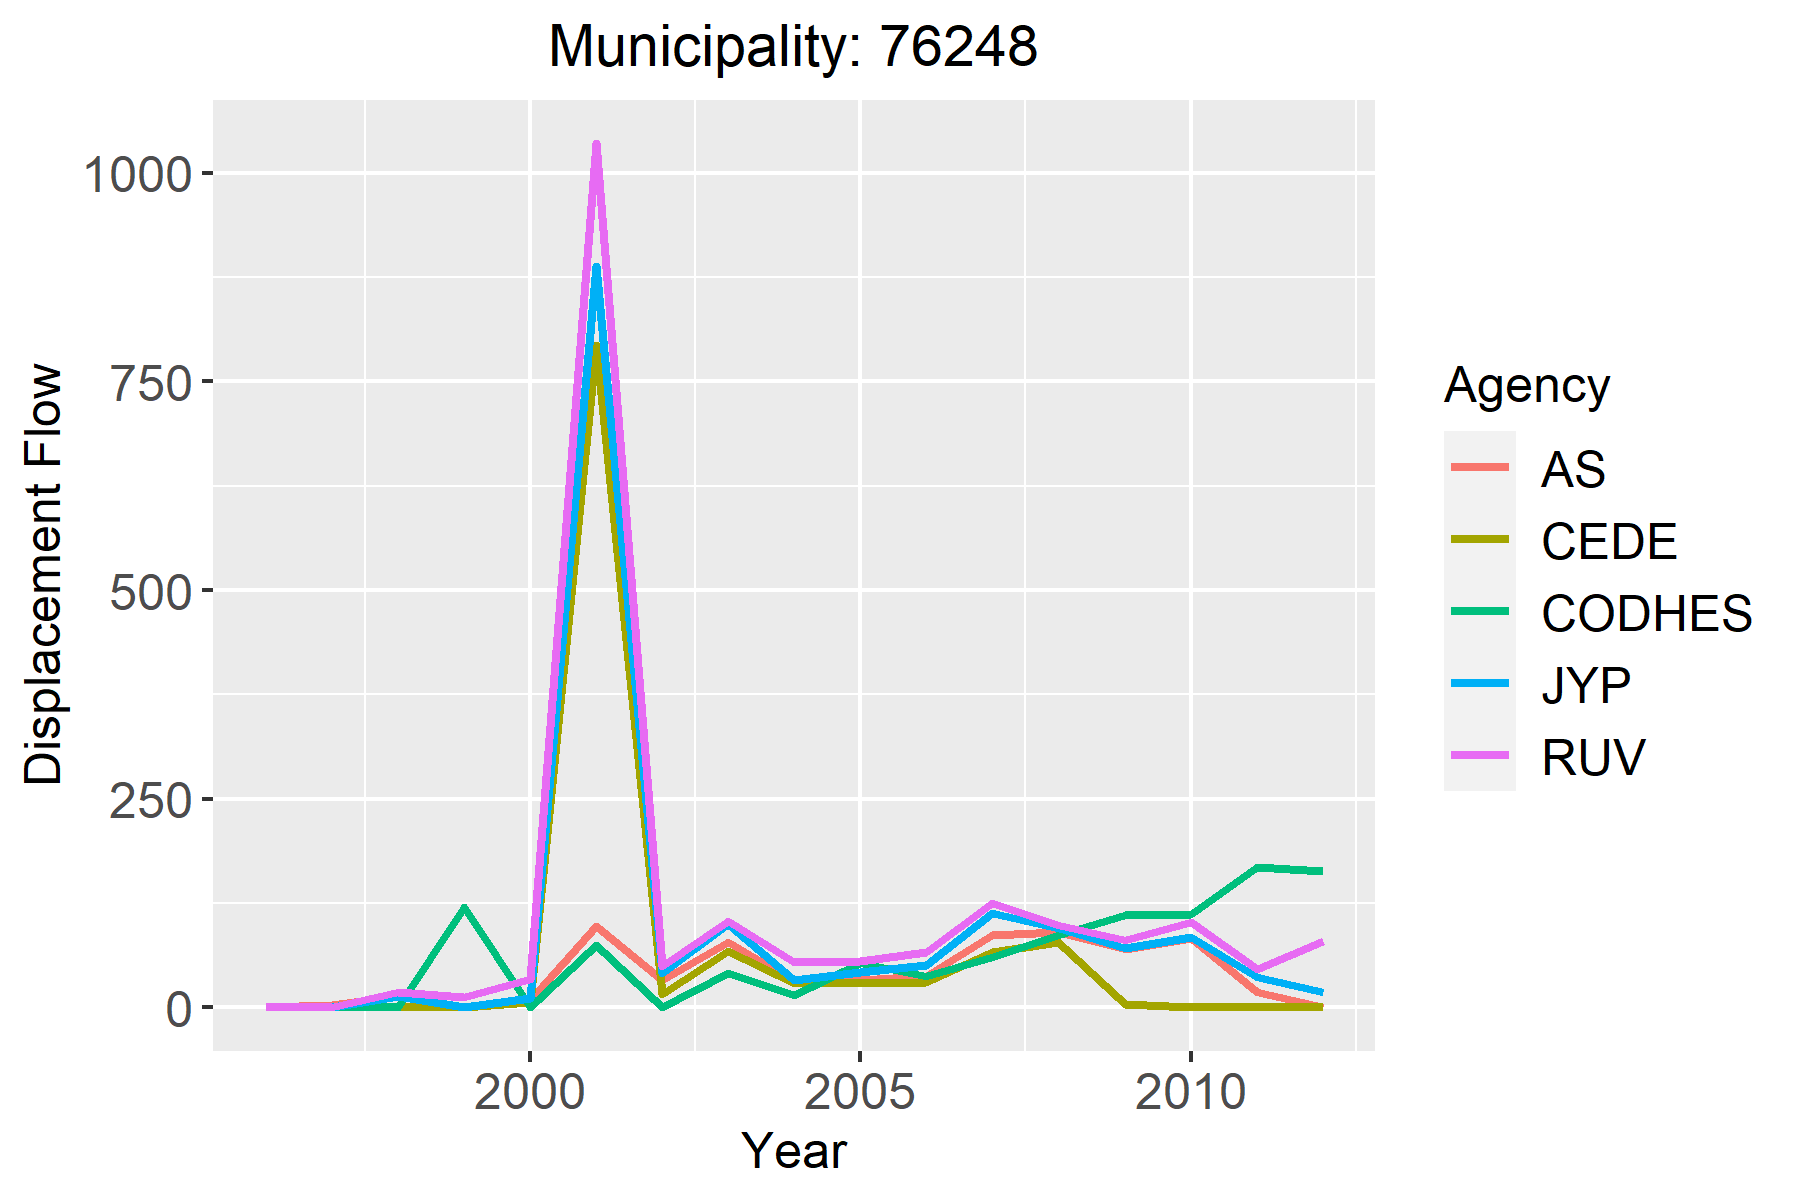 Municipality: 76248
Displacement Flow
1000
750
500
250
0
2000 2005 2010
Year
Agency
AS
CEDE
CODHES
JYP
RUV